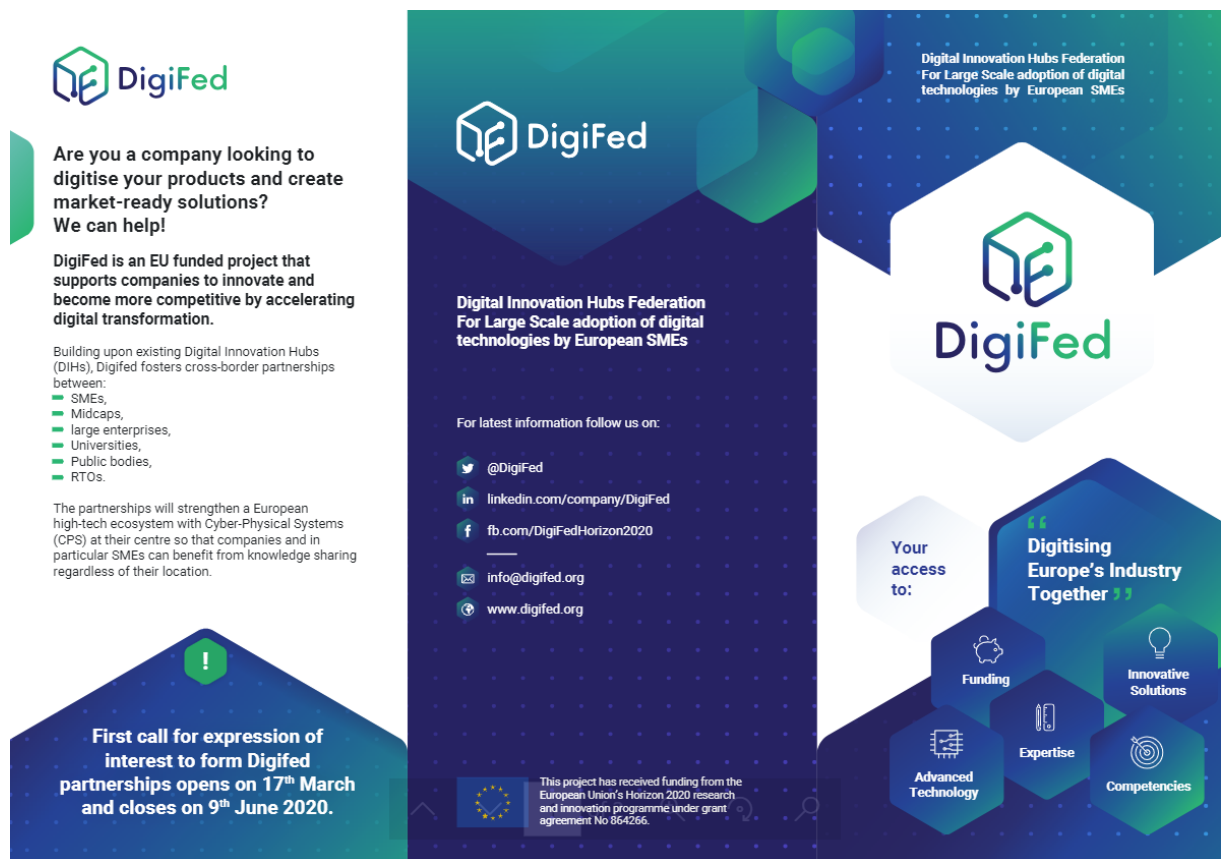 DigiFed
Are you a company looking to
digitise your products and create
market-ready solutions?
We can help!
DigiFed is an EU funded project that
supports companies to innovate and
become more competitive by accelerating
digital transformation.
Building upon existing Digital Innovation Hubs
(DIHs), Digifed fosters cross-border partnerships
between:
SMEs,
Midcaps,
large enterprises,
Universities,
Public bodies,
RTOs.
The partnerships will strengthen a European
high-tech ecosystem with Cyber-Physical Systems
(CPS) at their centre so that companies and in
particular SMEs can benefit from knowledge sharing
regardless of their location.
!
First call for expression of
interest to form Digifed
partnerships opens on 17th March
and closes on 9th June 2020.
DigiFed
Digital Innovation Hubs Federation
For Large Scale adoption of digital
technologies by European SMEs
For latest information follow us on:
@DigiFed
in linkedin.com/company/DigiFed
f fb.com/DigiFedHorizon2020
info@digifed.org
www.digifed.org
This project has received funding from the
European Union's Horizon 2020 research
and innovation programme under grant
agreement No 864266.
Digital Innovation Hubs Federation
For Large Scale adoption of digital
technologies by European SMEs
DigiFed
Your
access
to:
“
Digitising
Europe's Industry
Together ”
Funding
Innovative
Solutions
Expertise
Advanced
Technology
Competencies